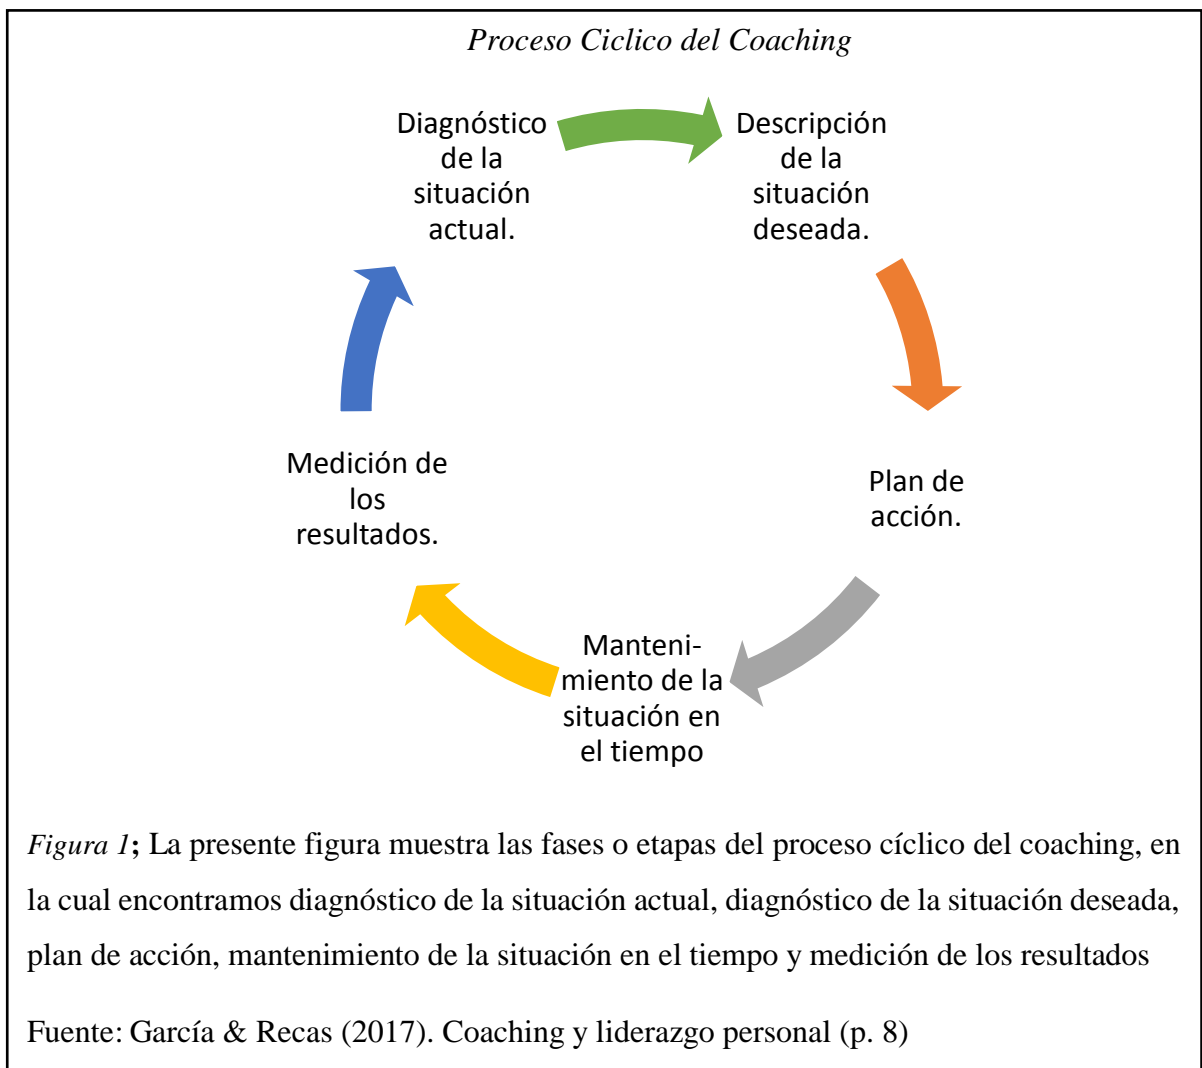 Proceso Ciclico del Coaching
Diagnóstico
de la
situación
actual.
Descripción
de la
situación
deseada.
Plan de
acción.
Manteni-
miento de la
situación en
el tiempo
Medición de
los
resultados.
Figura 1; La presente figura muestra las fases o etapas del proceso cíclico del coaching, en
la cual encontramos diagnóstico de la situación actual, diagnóstico de la situación deseada,
plan de acción, mantenimiento de la situación en el tiempo y medición de los resultados
Fuente: García & Recas (2017). Coaching y liderazgo personal (p. 8)